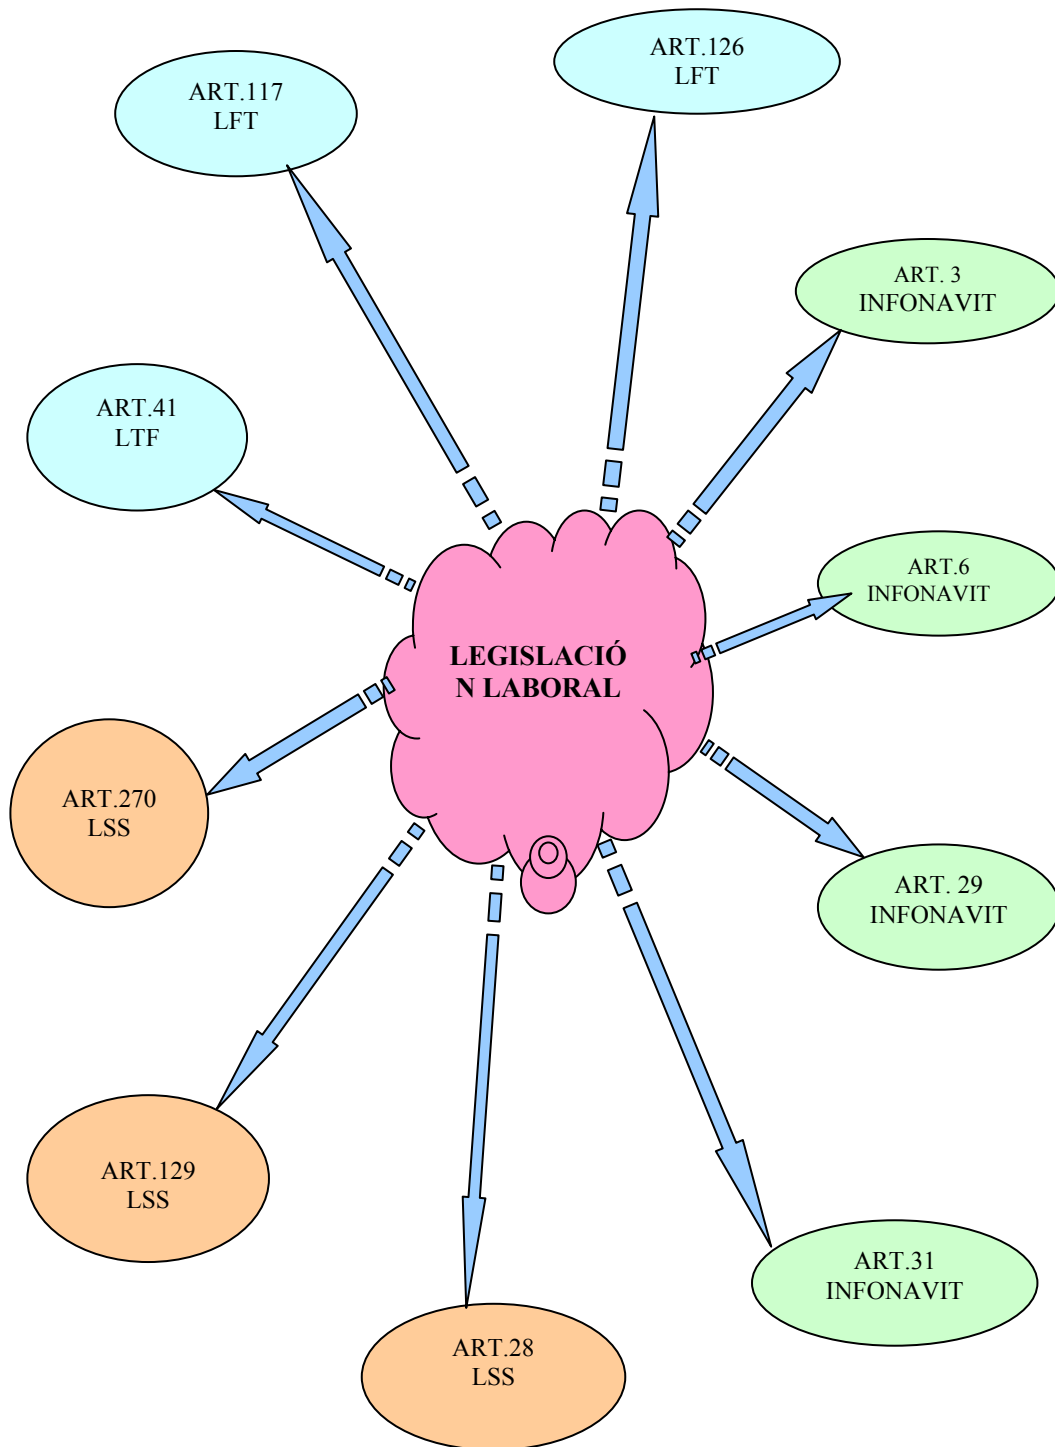 ART.126
LFT
ART.117
LFT
ART. 3
INFONAVIT
ART.41
LTF
ART.6
INFONAVIT
LEGISLACIÓ
N LABORAL
ART.270
LSS
ART. 29
INFONAVIT
ART.129
LSS
ART.31
INFONAVIT
ART.28
LSS